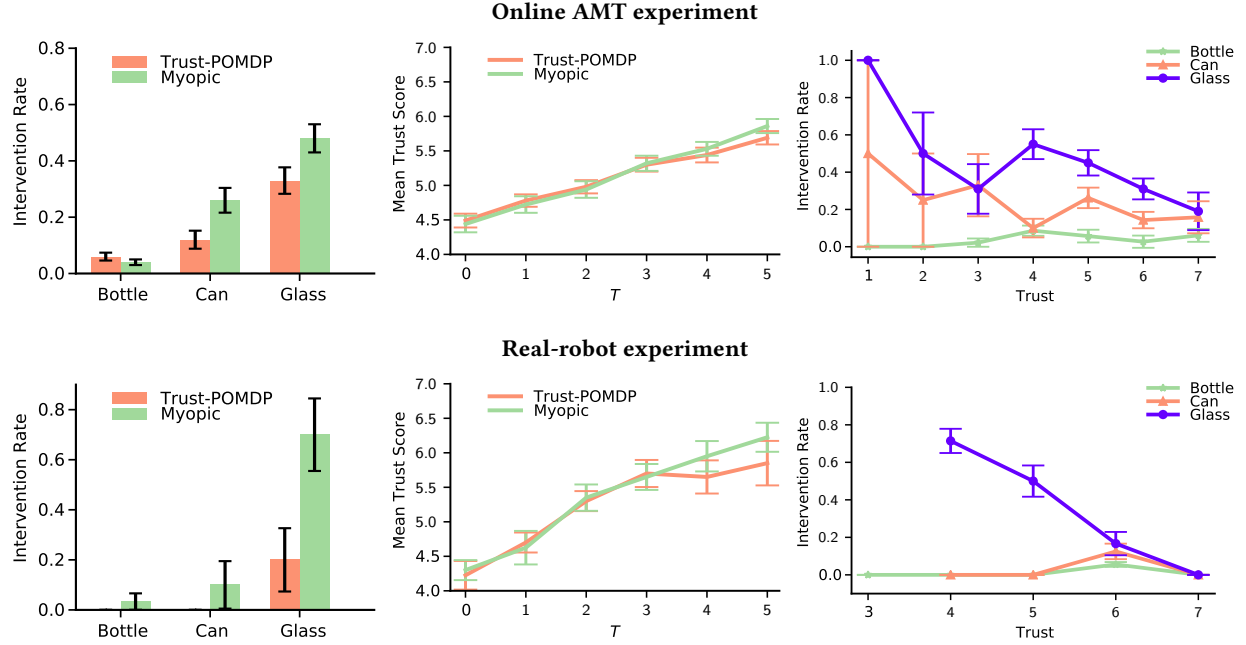 Online AMT experiment
Intervention Rate
0.8
0.6
0.4
0.2
0.0
Trust-POMDP
Myopic
Bottle Can Glass
Mean Trust Score
7.0
6.5
6.0
5.5
5.0
4.5
4.0
Trust-POMDP
Myopic
0 1 2 3 4 5
T
Intervention Rate
1.0
0.8
0.6
0.4
0.2
0.0
Bottle
Can
Glass
1 2 3 4 5 6 7
Trust
Real-robot experiment
Intervention Rate
0.8
0.6
0.4
0.2
0.0
Trust-POMDP
Myopic
Bottle Can Glass
Mean Trust Score
7.0
6.5
6.0
5.5
5.0
4.5
4.0
Trust-POMDP
Myopic
0 1 2 3 4 5
T
Intervention Rate
1.0
0.8
0.6
0.4
0.2
0.0
Bottle
Can
Glass
3 4 5 6 7
Trust